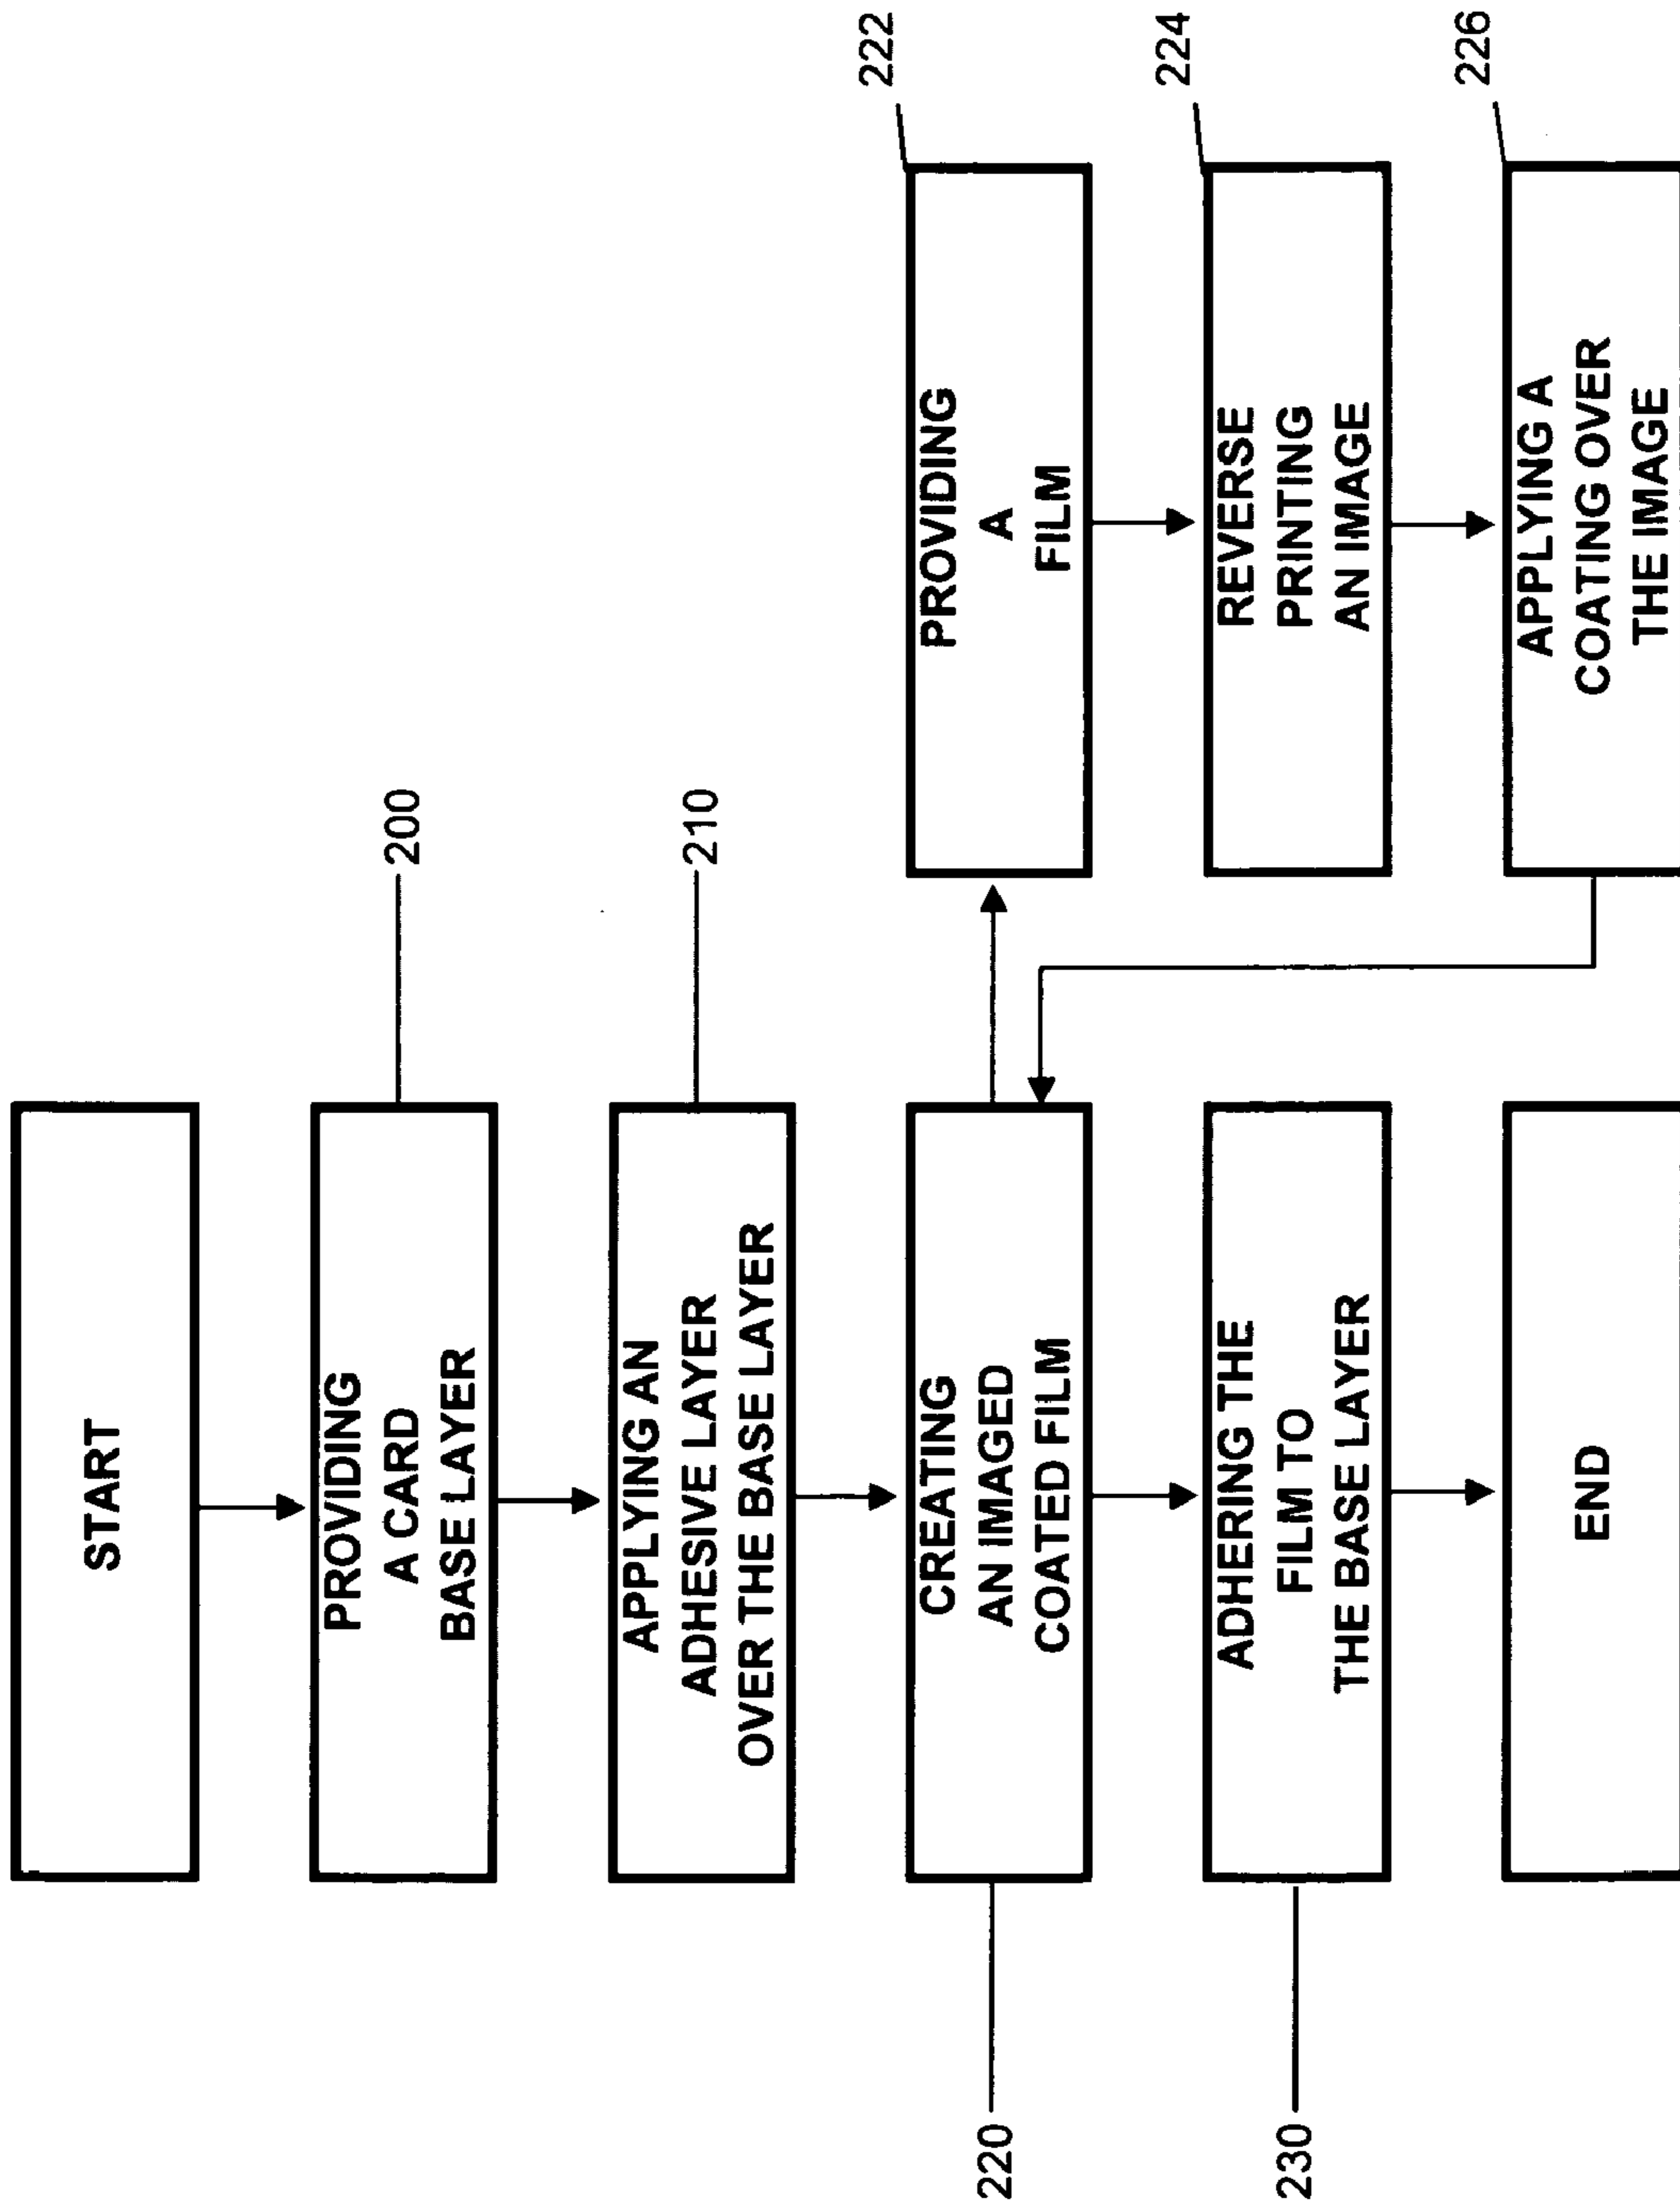 START
PROVIDING
A CARD
BASE LAYER
200
APPLYING AN
ADHESIVE LAYER
OVER THE BASE LAYER
210
CREATING
AN IMAGED
COATED FILM
220
PROVIDING
A
FILM
222
REVERSE
PRINTING
AN IMAGE
224
APPLYING A
COATING OVER
THE IMAGE
226
ADHERING THE
FILM TO
THE BASE LAYER
230
END